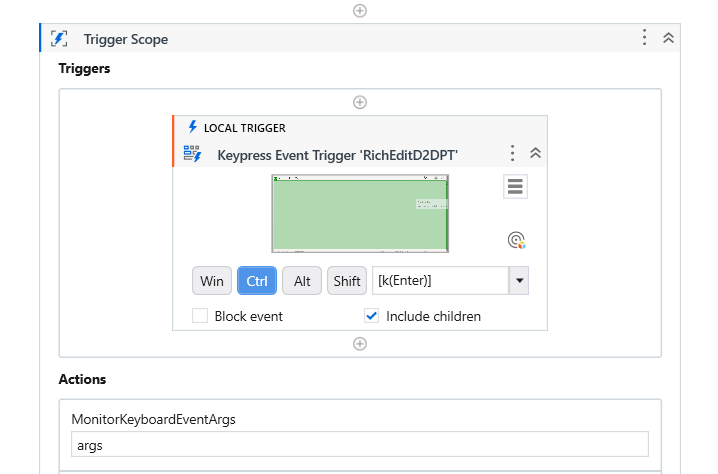 Trigger Scope
Triggers
LOCAL TRIGGER
Keypress Event Trigger 'RichEditD2DPT'
Win Ctrl Alt Shift [k(Enter)]
Block event Include children
Actions
MonitorKeyboardEventArgs
args